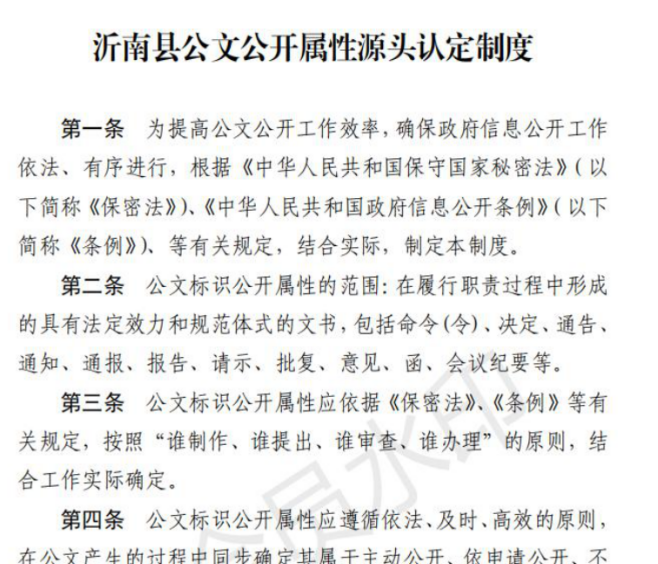 沂南县公文公开属性源头认定制度
第一条 为提高公文公开工作效率,确保政府信息公开工作
依法、有序进行,根据《中华人民共和国保守国家秘密法》(以
下简称《保密法》)、《中华人民共和国政府信息公开条例》(以下
简称《条例》)、等有关规定,结合实际,制定本制度。
第二条 公文标识公开属性的范围:在履行职责过程中形成
的具有法定效力和规范体式的文书,包括命令(令)、决定、通告、
通知、通报、报告、请示、批复、意见、函、会议纪要等。
第三条 公文标识公开属性应依据《保密法》、《条例》等有
关规定,按照“谁制作、谁提出、谁审查、谁办理”的原则,结
合工作实际确定。
第四条 公文标识公开属性应遵循依法、及时、高效的原则,
在公文产生的过程中同步确定其属于主动公开、依申请公开、不
会员水印